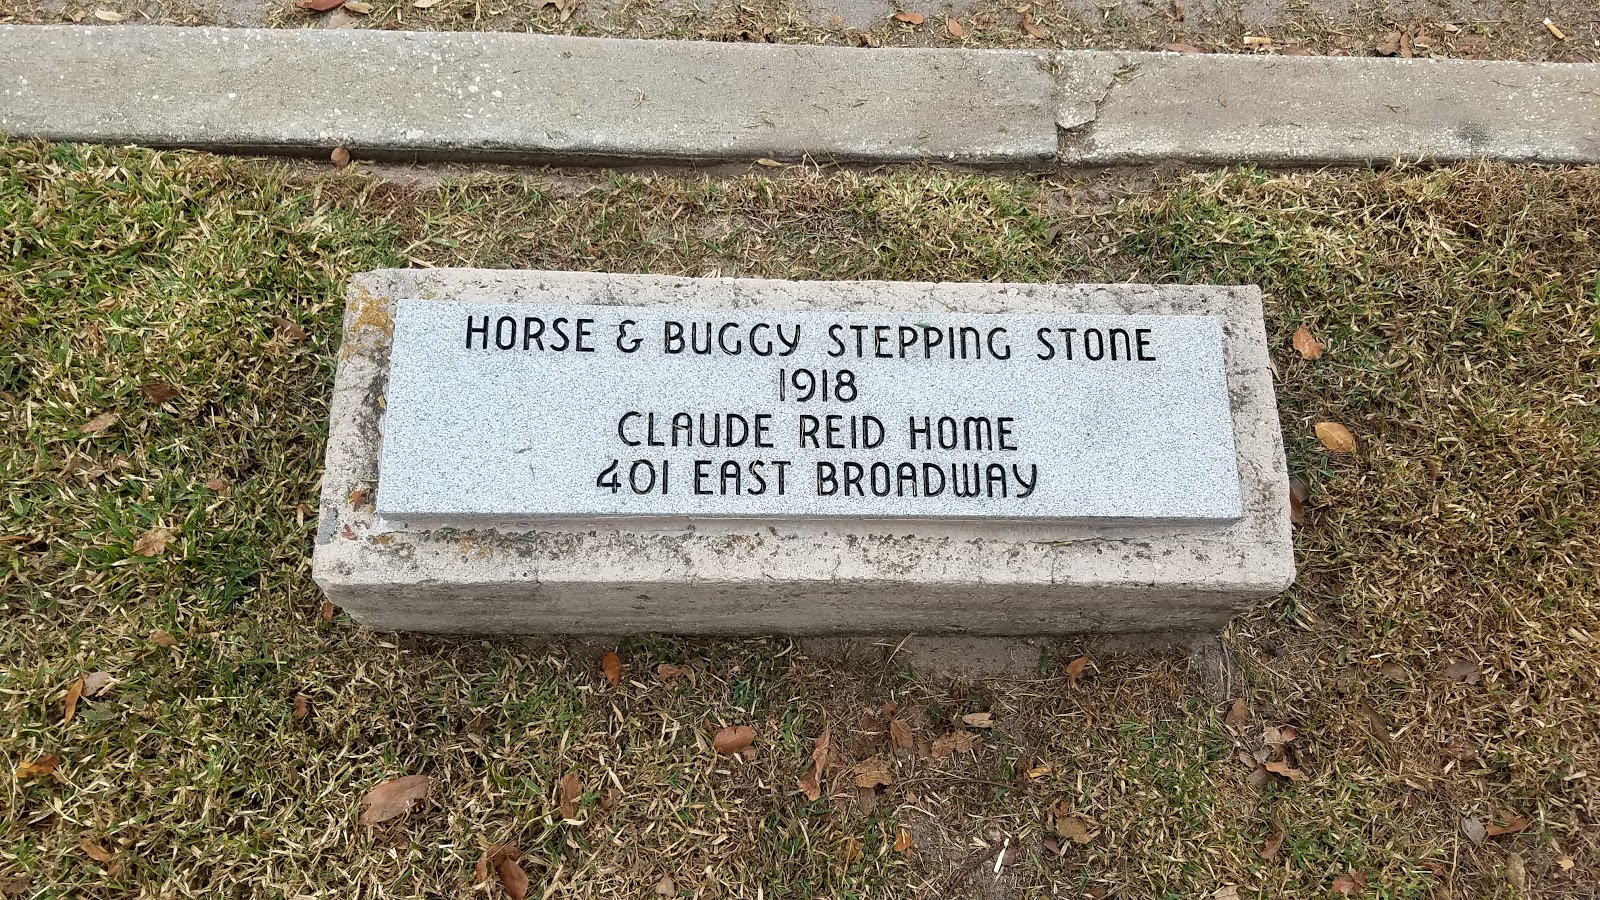 HORSE & BUGGY STEPPING STONE
1918
CLAUDE REID HOME
401 EAST BROADWAY